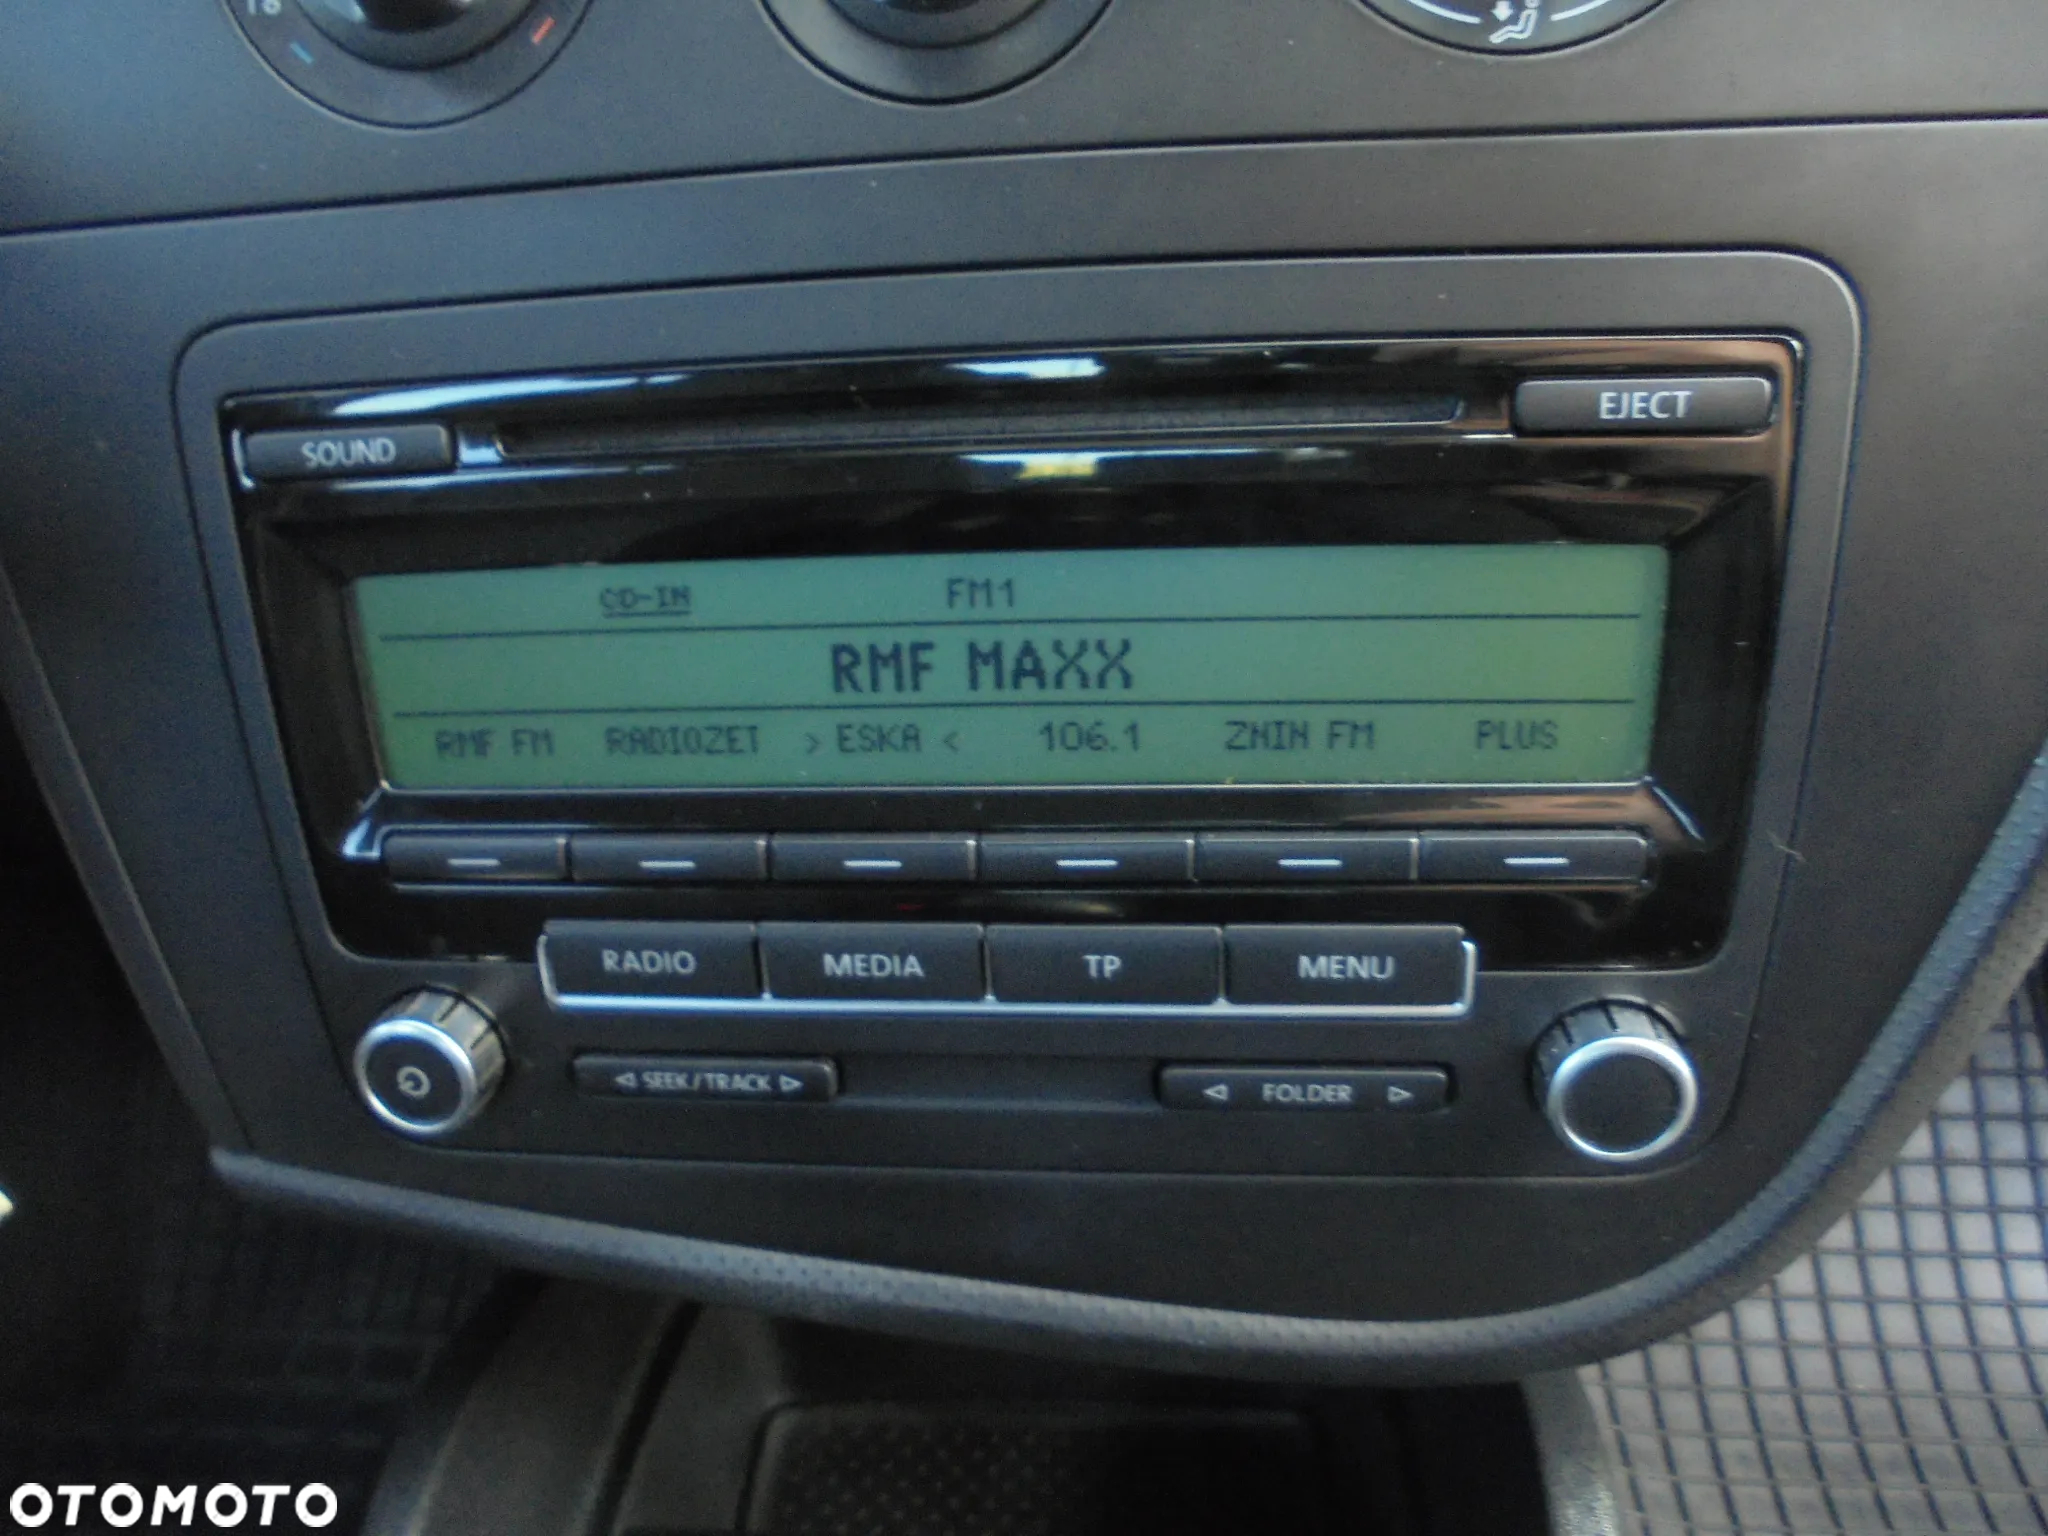 SOUND
EJECT
CD-IN FM1
RMF MAXX
RMF FM RADIOZET > ESKA < 106.1 ZNIN FM PLUS
RADIO MEDIA TP MENU
SEEK/TRACK
FOLDER
OTOMOTO